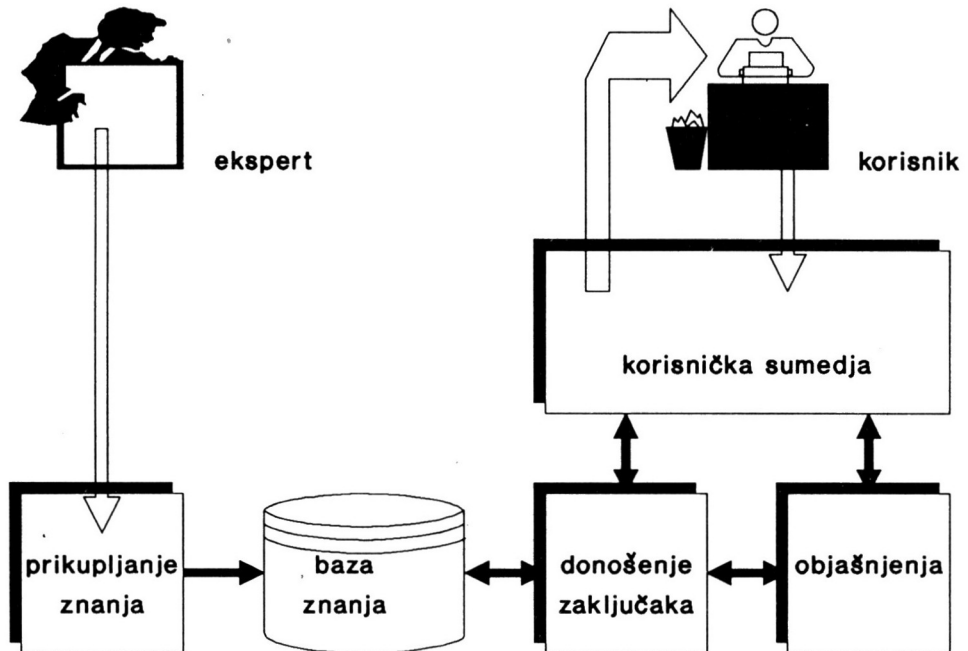 ekspert
korisnik
korisnička sumedja
prikupljanje
znanja
baza
znanja
donošenje
zaključaka
objašnjenja